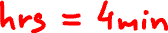 hrs = 4min